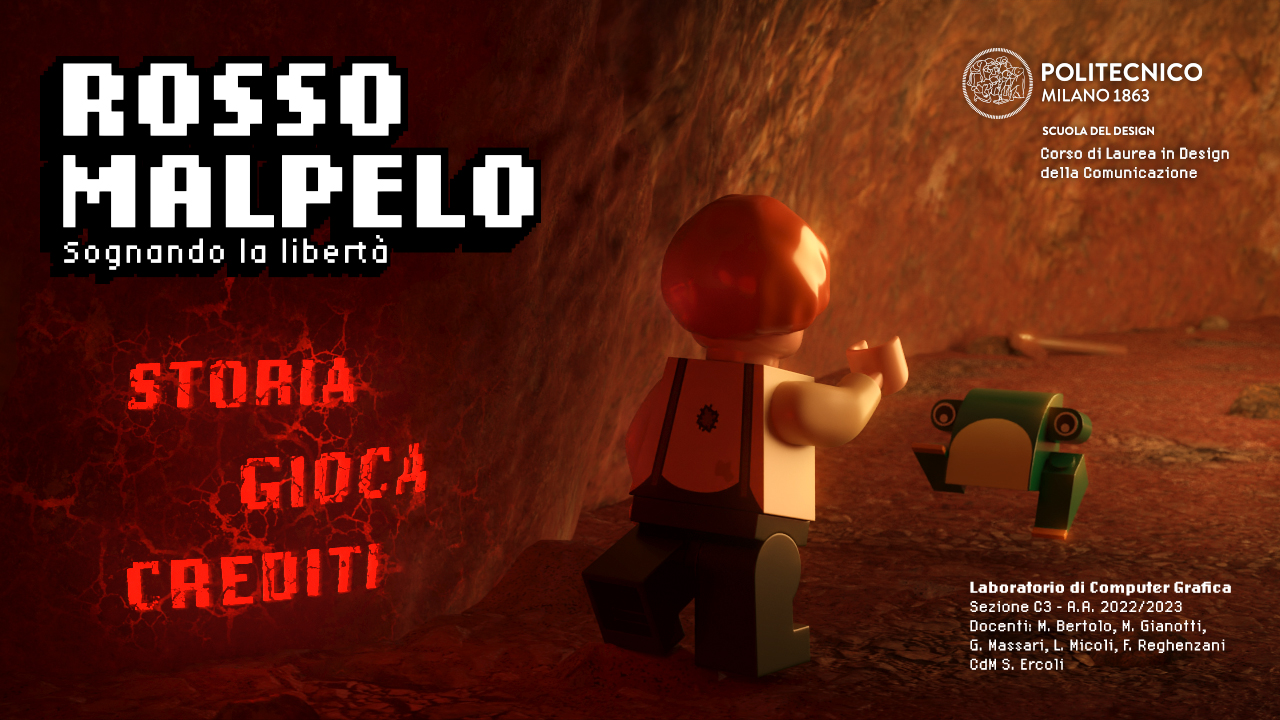 ROSSO
MALPELO
Sognando la libertà
STORIA
GIOCA
CREDITI
POLITECNICO
MILANO 1863
SCUOLA DEL DESIGN
Corso di Laurea in Design
della Comunicazione
Laboratorio di Computer Grafica
Sezione C3 - A.A. 2022/2023
Docenti: M. Bertolo, M. Gianotti,
G. Massari, L. Micoli, F. Reghenzani
CdM S. Ercoli